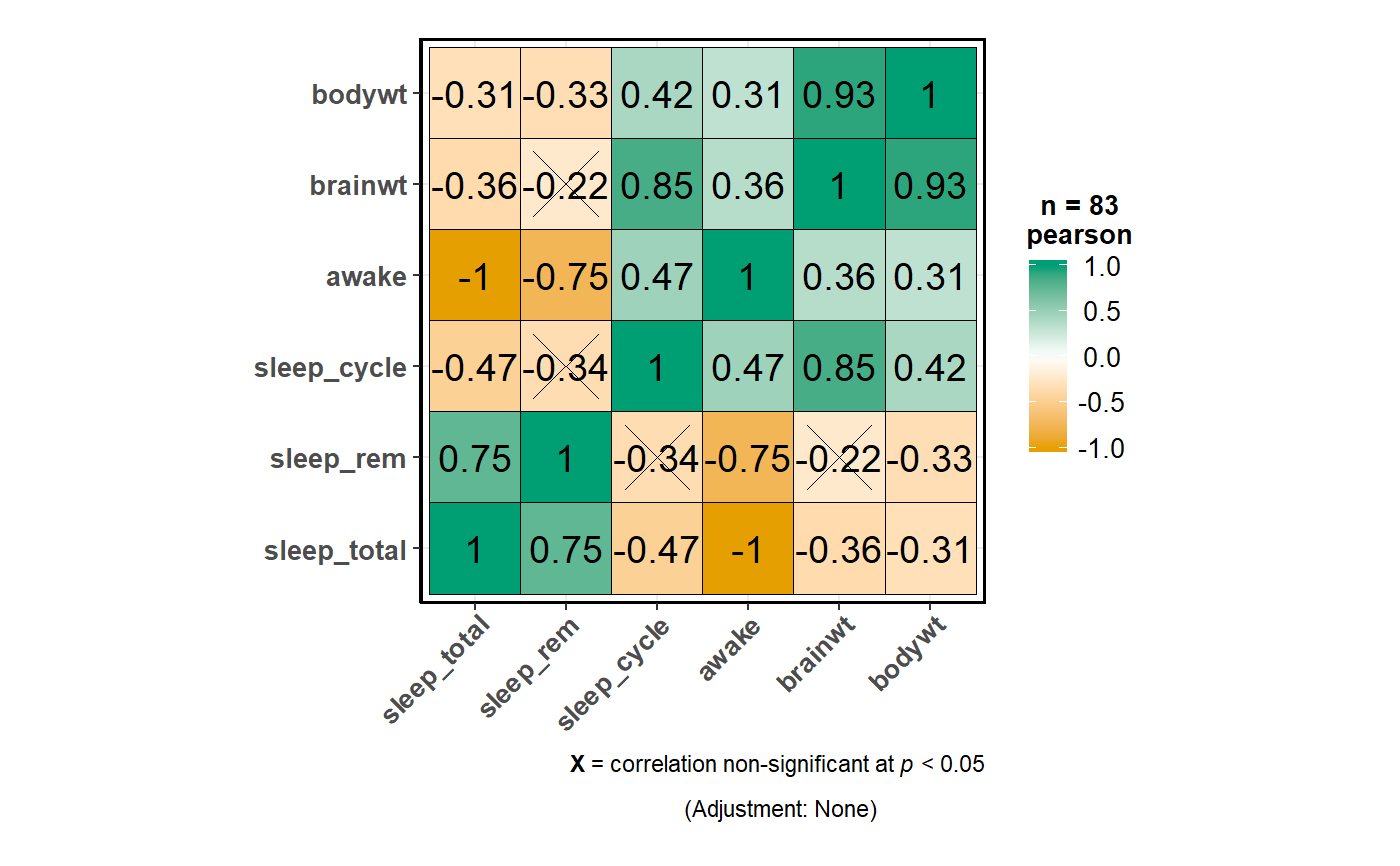 bodywt -0.31 -0.33 0.42 0.31 0.93 1
brainwt -0.36 -0.22 0.85 0.36 1 0.93
awake -1 -0.75 0.47 1 0.36 0.31
sleep_cycle -0.47 -0.34 1 0.47 0.85 0.42
sleep_rem 0.75 1 -0.34 -0.75 -0.22 -0.33
sleep_total 1 0.75 -0.47 -1 -0.36 -0.31
sleep_total sleep_rem sleep_cycle awake brainwt bodywt
n = 83
pearson
1.0
0.5
0.0
-0.5
-1.0
X = correlation non-significant at p < 0.05
(Adjustment: None)